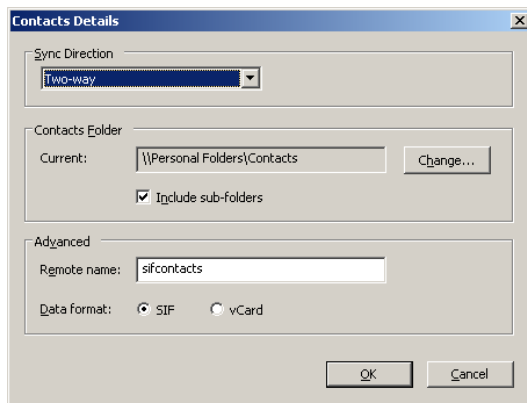 Contacts Details
Sync Direction
Two-way
Contacts Folder
Current: \\Personal Folders\Contacts Change...
Include sub-folders
Advanced
Remote name: sifcontacts
Data format: SIF vCard
OK Cancel